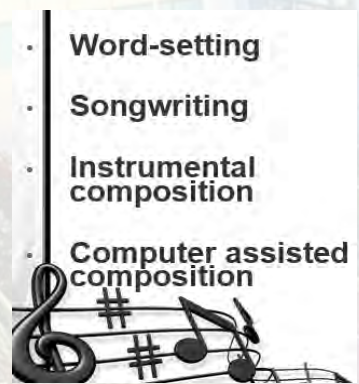 Word-setting
Songwriting
Instrumental
composition
Computer assisted
composition